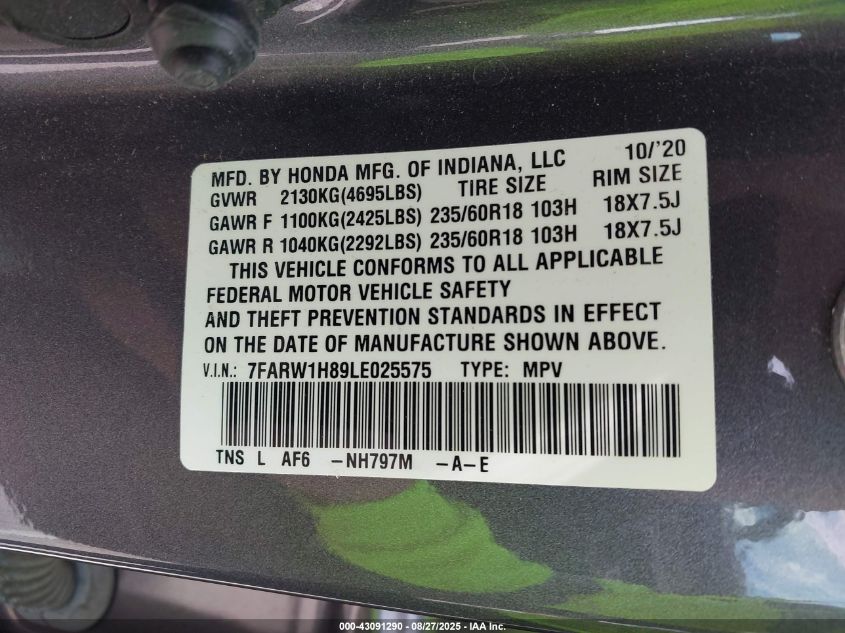 MFD. BY HONDA MFG. OF INDIANA, LLC 10/'20
GVWR 2130KG(4695LBS) TIRE SIZE RIM SIZE
GAWR F 1100KG(2425LBS) 235/60R18 103H 18X7.5J
GAWR R 1040KG(2292LBS) 235/60R18 103H 18X7.5J
THIS VEHICLE CONFORMS TO ALL APPLICABLE
FEDERAL MOTOR VEHICLE SAFETY
AND THEFT PREVENTION STANDARDS IN EFFECT
ON THE DATE OF MANUFACTURE SHOWN ABOVE.
V.I.N.: 7FARW1H89LE025575 TYPE: MPV
TNS L AF6 -NH797M -A-E
000-43091290 - 08/27/2025 - IAA Inc.